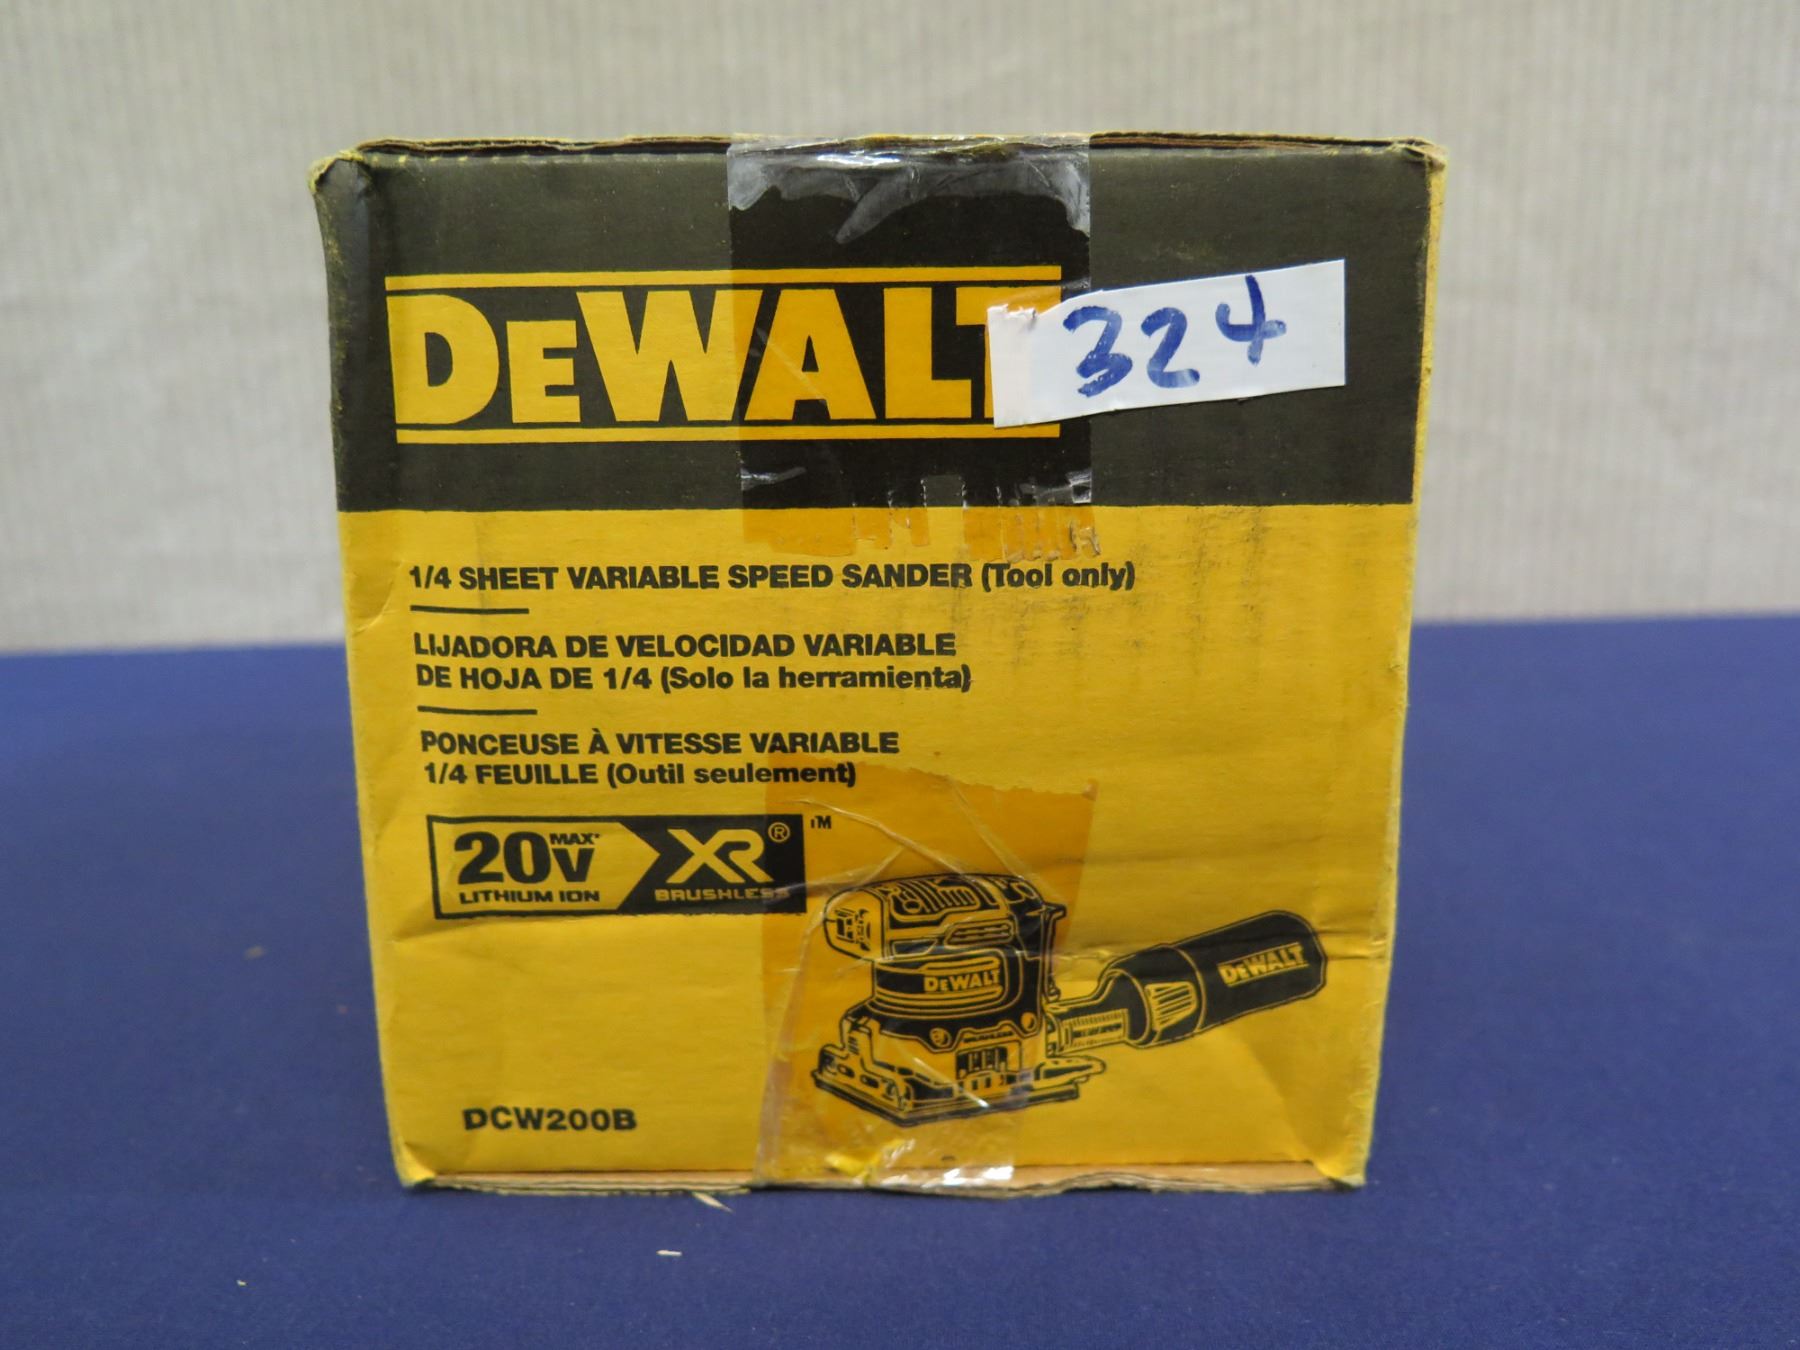 DEWALT
324
1/4 SHEET VARIABLE SPEED SANDER (Tool only)
LIJADORA DE VELOCIDAD VARIABLE
DE HOJA DE 1/4 (Solo la herramienta)
PONCEUSE À VITESSE VARIABLE
1/4 FEUILLE (Outil seulement)
20V MAX* XR® ™
LITHIUM ION BRUSHLESS
DEWALT
DEWALT
DCW200B